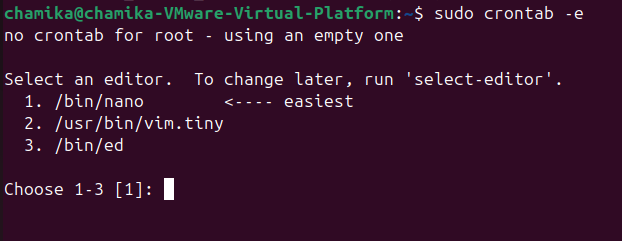 chamika@chamika-VMware-Virtual-Platform:~$ sudo crontab -e
no crontab for root - using an empty one

Select an editor.  To change later, run 'select-editor'.
  1. /bin/nano        <---- easiest
  2. /usr/bin/vim.tiny
  3. /bin/ed

Choose 1-3 [1]: